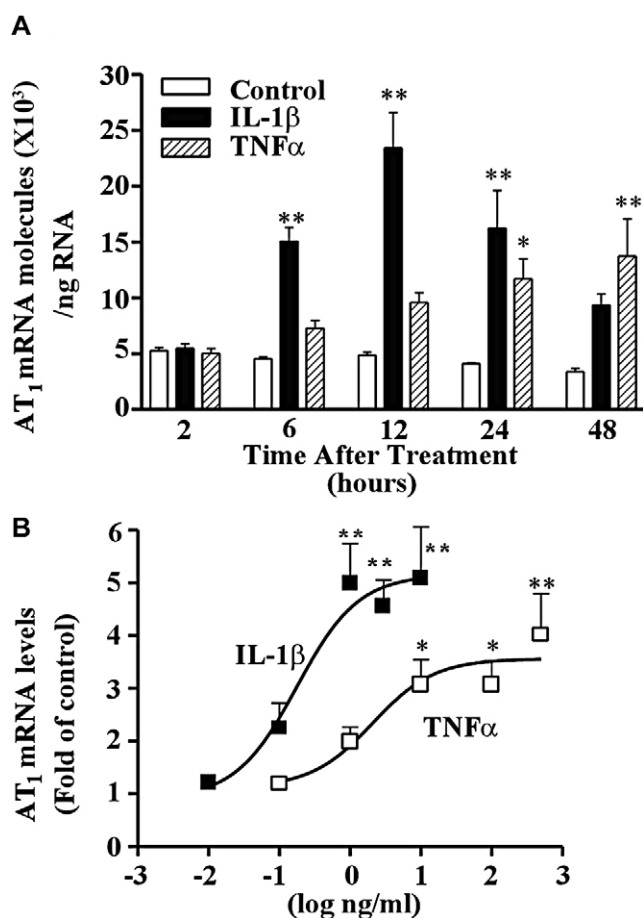 A
AT₁ mRNA molecules (X10³)
/ng RNA
30
25
20
15
10
5
0
Control
IL-1β
TNFα
**
**
**
*
**
2 6 12 24 48
Time After Treatment
(hours)
B
AT₁ mRNA levels
(Fold of control)
6
5
4
3
2
1
0
**
**
**
IL-1β
*
*
**
TNFα
-3 -2 -1 0 1 2 3
(log ng/ml)